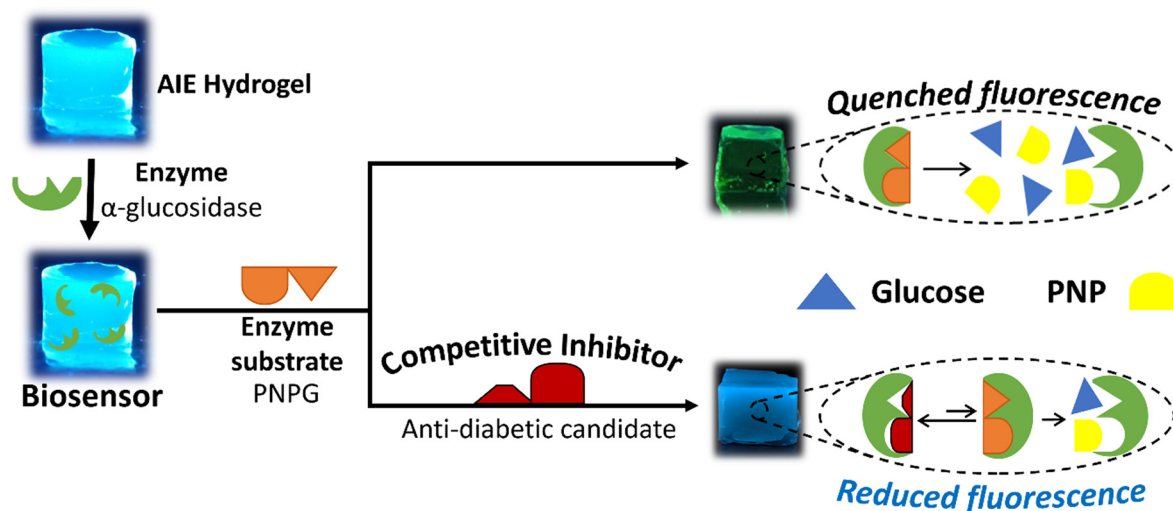 AIE Hydrogel
Enzyme
α-glucosidase
Biosensor
Enzyme
substrate
PNPG
Competitive Inhibitor
Anti-diabetic candidate
Quenched fluorescence
Glucose
PNP
Reduced fluorescence